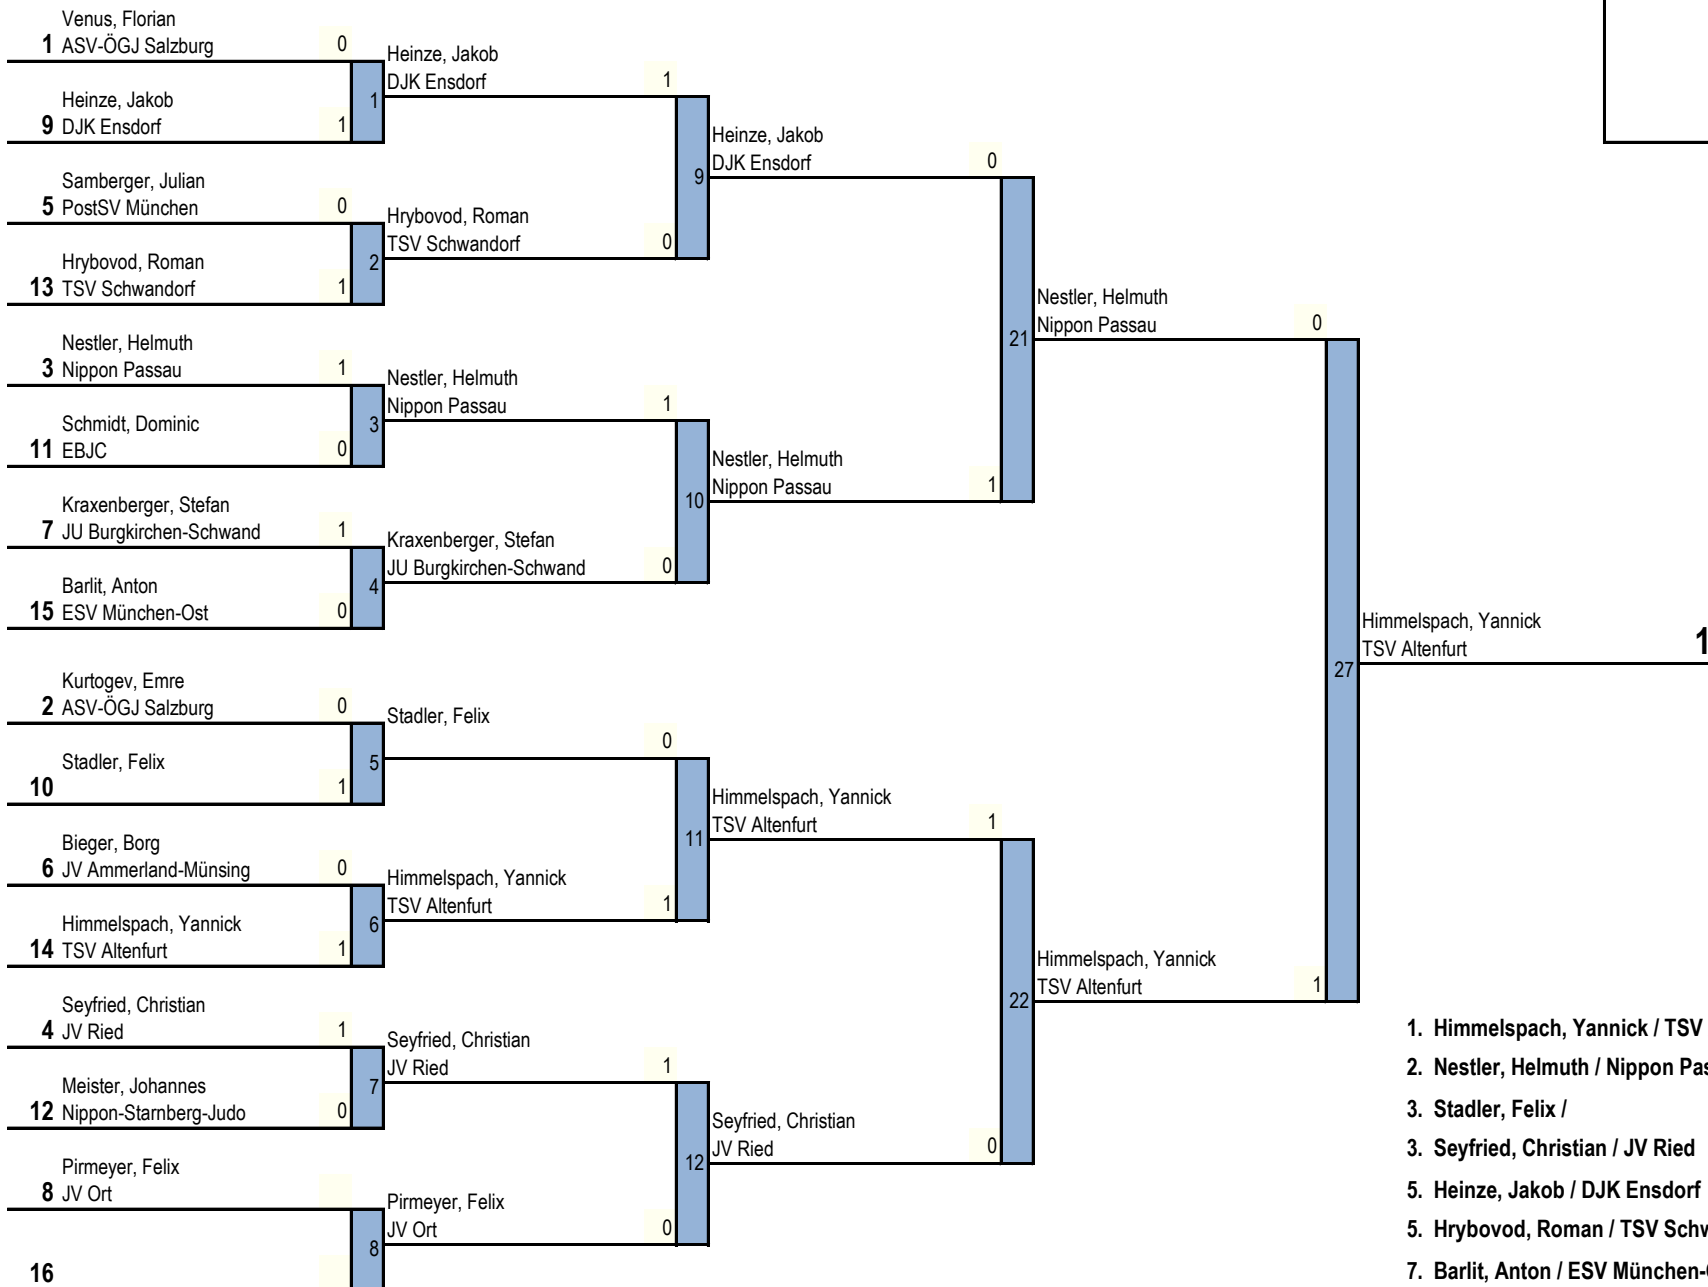 Venus, Florian
1 ASV-ÖGJ Salzburg 0
Heinze, Jakob
9 DJK Ensdorf 1
1
Samberger, Julian
5 PostSV München 0
Hrybovod, Roman
13 TSV Schwandorf 1
2
Nestler, Helmuth
3 Nippon Passau 1
Schmidt, Dominic
11 EBJC 0
3
Kraxenberger, Stefan
7 JU Burgkirchen-Schwand 1
Barlit, Anton
15 ESV München-Ost 0
4
Kurtogev, Emre
2 ASV-ÖGJ Salzburg 0
Stadler, Felix
10 1
5
Bieger, Borg
6 JV Ammerland-Münsing 0
Himmelspach, Yannick
14 TSV Altenfurt 1
6
Seyfried, Christian
4 JV Ried 1
Meister, Johannes
12 Nippon-Starnberg-Judo 0
7
Pirmeyer, Felix
8 JV Ort
16
8
Heinze, Jakob
DJK Ensdorf 1
Hrybovod, Roman
TSV Schwandorf 0
9
Nestler, Helmuth
Nippon Passau 1
Kraxenberger, Stefan
JU Burgkirchen-Schwand 0
10
Stadler, Felix
0
Himmelspach, Yannick
TSV Altenfurt 1
11
Seyfried, Christian
JV Ried 1
Pirmeyer, Felix
JV Ort 0
12
Heinze, Jakob
DJK Ensdorf 0
Nestler, Helmuth
Nippon Passau 1
21
Himmelspach, Yannick
TSV Altenfurt 1
Seyfried, Christian
JV Ried 0
22
Nestler, Helmuth
Nippon Passau 0
Himmelspach, Yannick
TSV Altenfurt 1
27
Himmelspach, Yannick
TSV Altenfurt 1
1. Himmelspach, Yannick / TSV
2. Nestler, Helmuth / Nippon Pas
3. Stadler, Felix /
3. Seyfried, Christian / JV Ried
5. Heinze, Jakob / DJK Ensdorf
5. Hrybovod, Roman / TSV Schw
7. Barlit, Anton / ESV München-